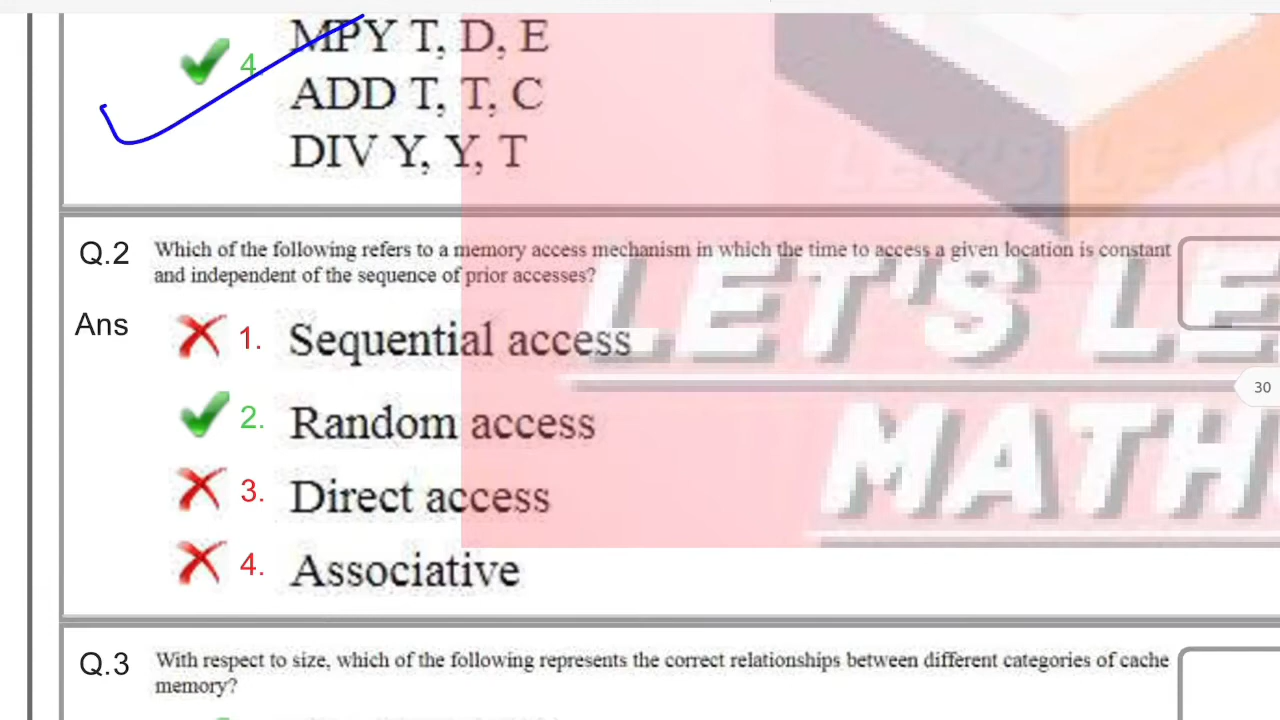 4. MPY T, D, E
ADD T, T, C
DIV Y, Y, T
LET'S LEAR
Q.2 Which of the following refers to a memory access mechanism in which the time to access a given location is constant
and independent of the sequence of prior accesses?
Ans
1. Sequential access
LET'S LE
30
2. Random access
MATH
3. Direct access
4. Associative
Q.3 With respect to size, which of the following represents the correct relationships between different categories of cache
memory?